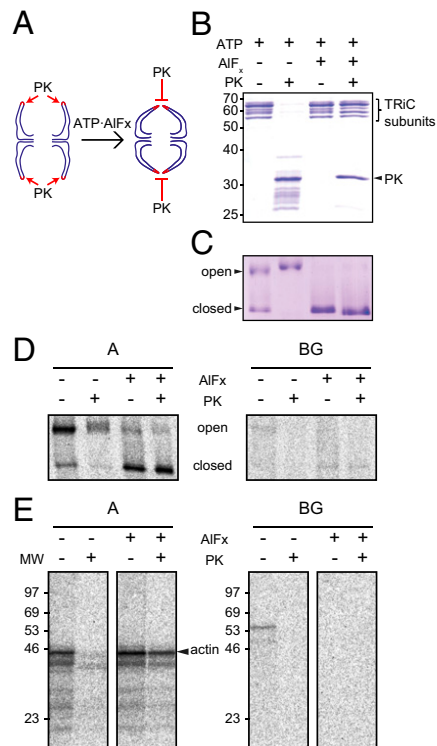 A
PK
ATP·AlFx
PK
PK
PK
B
ATP + + + +
AlFx - - + +
PK - + - +
70
60
50
40
30
25
TRiC
subunits
PK
C
open
closed
D
A BG
- - + + AlFx - - + +
- + - + PK - + - +
open
closed
E
A BG
- - + + AlFx - - + +
MW - + - + PK - + - +
97 97
69 69
53 53
46 actin 46
23 23